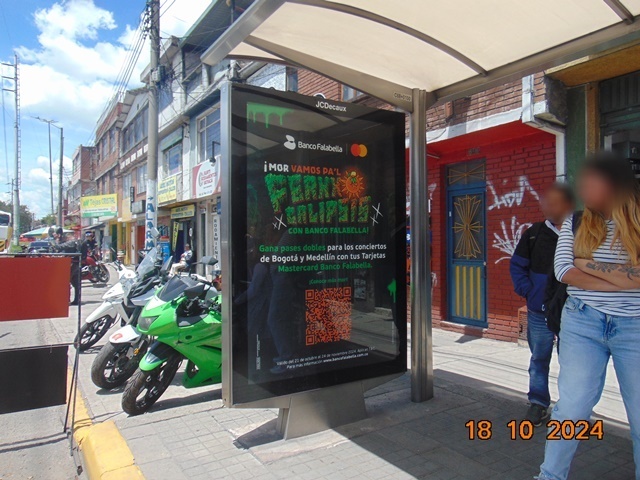 JCDecaux
Banco Falabella
¡MOR VAMOS PA'L
FERXXO
CALIPSIS
CON BANCO FALABELLA!
Gana pases dobles para los conciertos
de Bogotá y Medellín con tus Tarjetas
Mastercard Banco Falabella.
18 10 2024